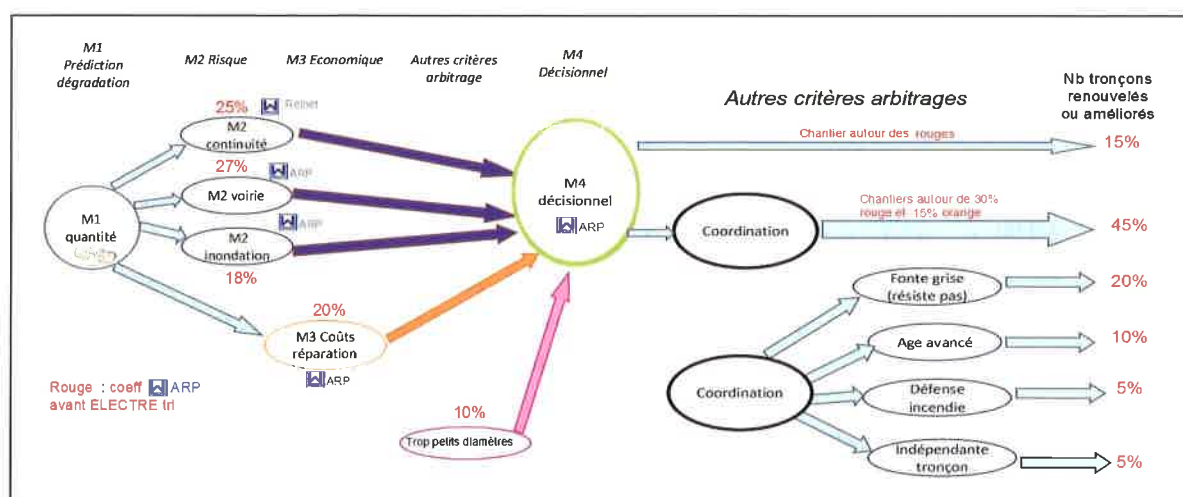 M1
Prédiction
dégradation
M2 Risque
M3 Economique
Autres critères
arbitrage
M4
Décisionnel
Autres critères arbitrages
Nb tronçons
renouvelés
ou améliorés
25%
M2
continuité
27%
ARP
M2 voirie
ARP
M2
inondation
18%
M1
quantité
20%
M3 Coûts
réparation
ARP
Rouge : coeff ARP
avant ELECTRE tri
10%
Trop petits diamètres
M4
décisionnel
ARP
Chantier autour des rouges
15%
Coordination
Chantiers autour de 30%
rouge et 15% orange
45%
Coordination
Fonte grise
(résiste pas)
20%
Age avancé
10%
Défense
incendie
5%
Indépendante
tronçon
5%